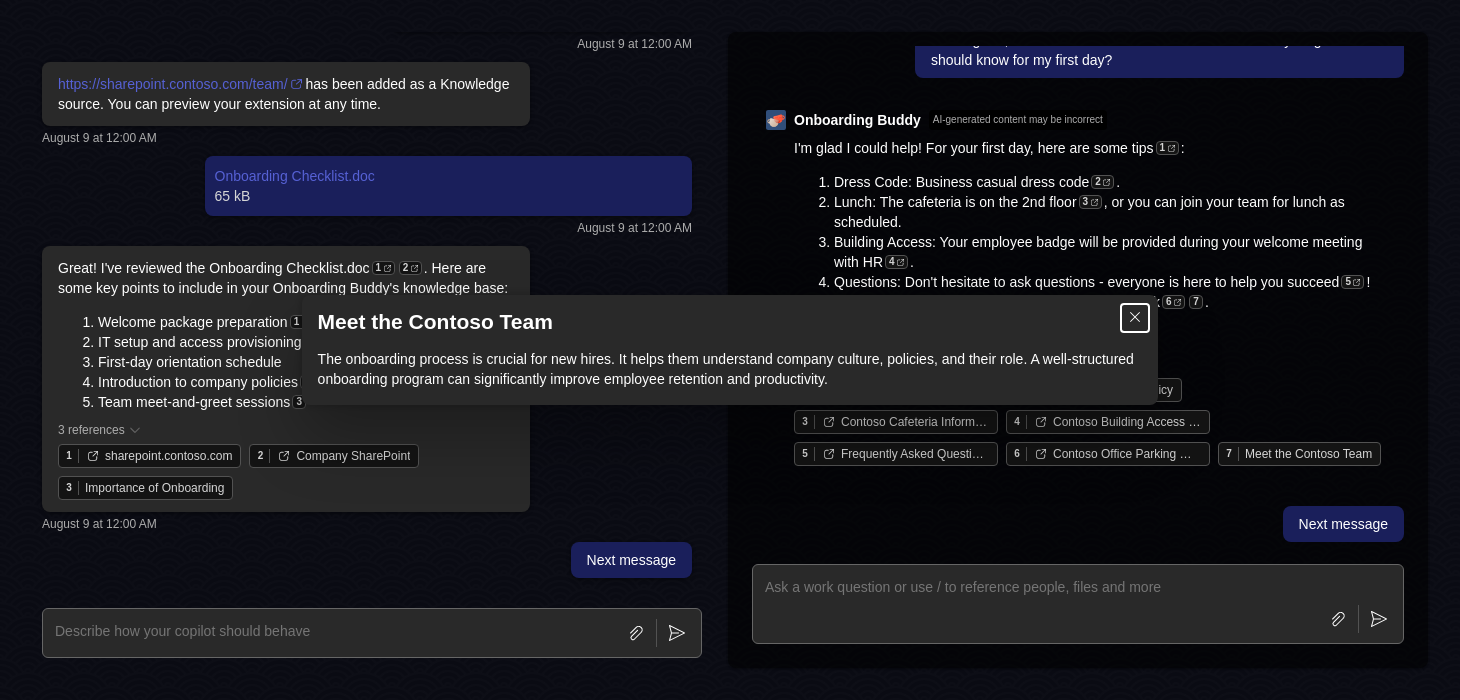 August 9 at 12:00 AM
https://sharepoint.contoso.com/team/ has been added as a Knowledge
source. You can preview your extension at any time.
August 9 at 12:00 AM
Onboarding Checklist.doc
65 kB
August 9 at 12:00 AM
Great! I've reviewed the Onboarding Checklist.doc 1 2 . Here are
some key points to include in your Onboarding Buddy's knowledge base:
1. Welcome package preparation 1
2. IT setup and access provisioning
3. First-day orientation schedule
4. Introduction to company policies
5. Team meet-and-greet sessions 3
3 references
1 sharepoint.contoso.com
2 Company SharePoint
3 Importance of Onboarding
August 9 at 12:00 AM
Next message
Describe how your copilot should behave
Meet the Contoso Team
The onboarding process is crucial for new hires. It helps them understand company culture, policies, and their role. A well-structured
onboarding program can significantly improve employee retention and productivity.
should know for my first day?
Onboarding Buddy AI-generated content may be incorrect
I'm glad I could help! For your first day, here are some tips 1 :
1. Dress Code: Business casual dress code 2 .
2. Lunch: The cafeteria is on the 2nd floor 3 , or you can join your team for lunch as
scheduled.
3. Building Access: Your employee badge will be provided during your welcome meeting
with HR 4 .
4. Questions: Don't hesitate to ask questions - everyone is here to help you succeed 5 !
6 7 .
3 Contoso Cafeteria Inform…
4 Contoso Building Access …
5 Frequently Asked Questi…
6 Contoso Office Parking …
7 Meet the Contoso Team
Next message
Ask a work question or use / to reference people, files and more